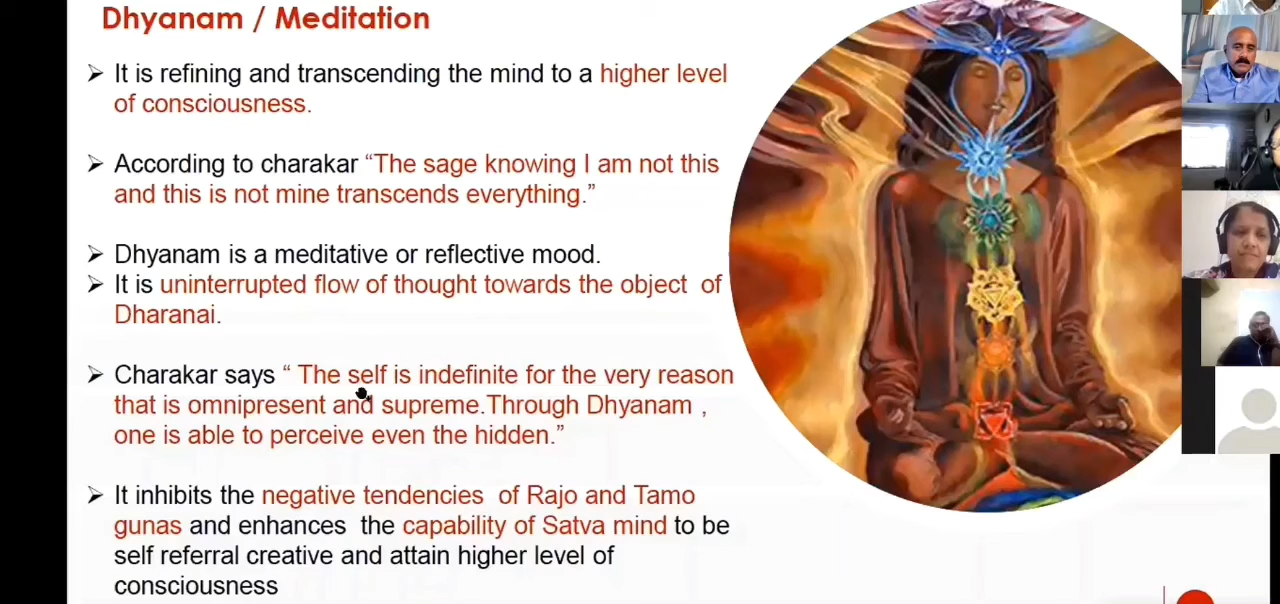 Dhyanam / Meditation
➢ It is refining and transcending the mind to a higher level
of consciousness.
➢ According to charakar “The sage knowing I am not this
and this is not mine transcends everything.”
➢ Dhyanam is a meditative or reflective mood.
➢ It is uninterrupted flow of thought towards the object of
Dharanai.
➢ Charakar says “ The self is indefinite for the very reason
that is omnipresent and supreme.Through Dhyanam ,
one is able to perceive even the hidden.”
➢ It inhibits the negative tendencies of Rajo and Tamo
gunas and enhances the capability of Satva mind to be
self referral creative and attain higher level of
consciousness